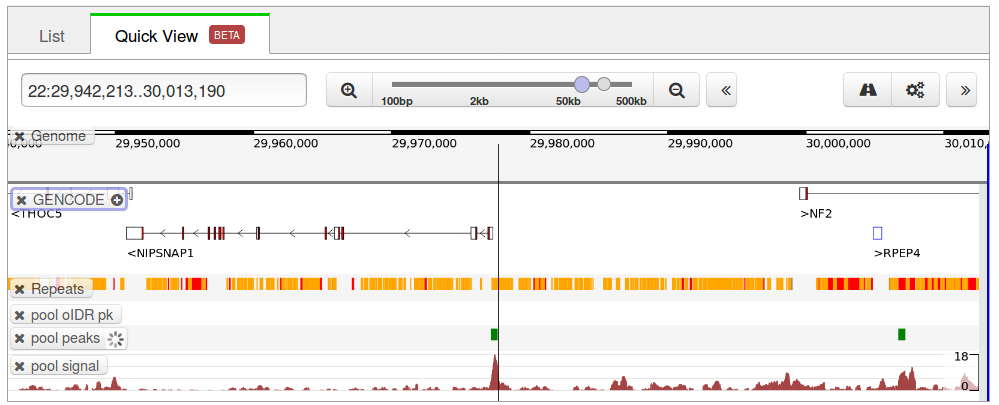 List Quick View BETA
22:29,942,213..30,013,190
100bp 2kb 50kb 500kb
Genome
29,950,000 29,960,000 29,970,000 29,980,000 29,990,000 30,000,000 30,010,
GENCODE
<THOC5 >NF2
<NIPSNAP1 >RPEP4
Repeats
pool oIDR pk
pool peaks
pool signal 18
0